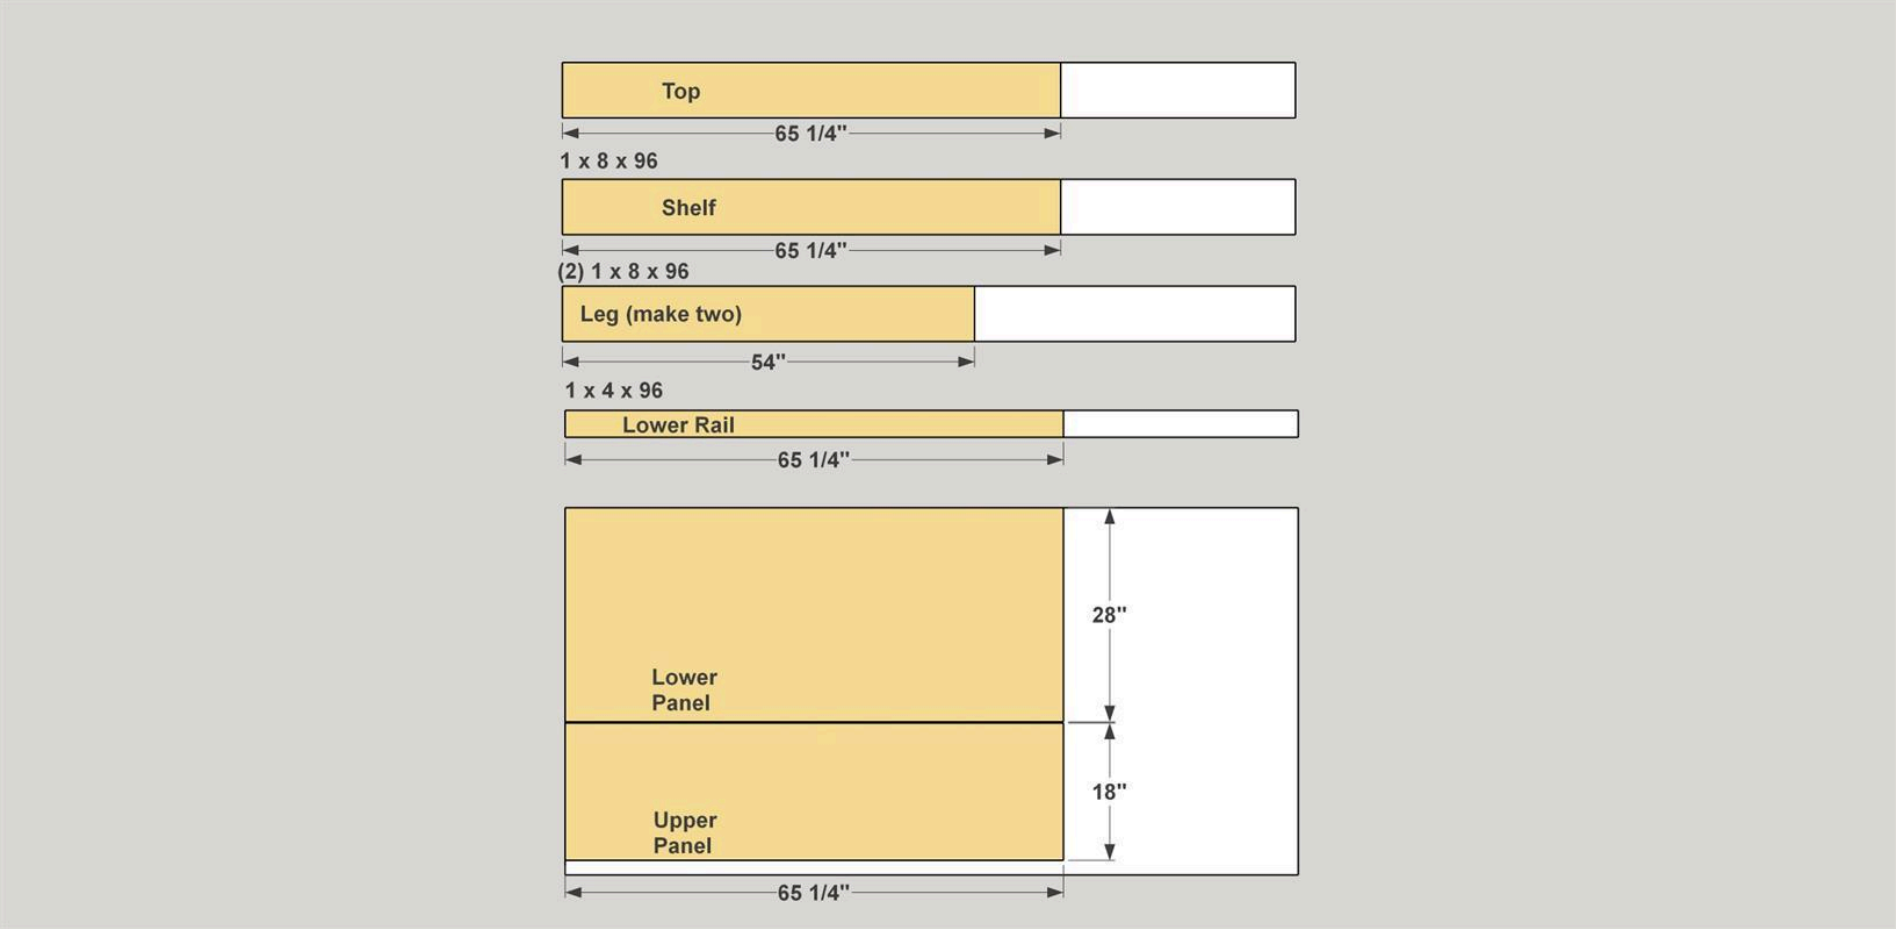 Top
65 1/4"
1 x 8 x 96
Shelf
65 1/4"
(2) 1 x 8 x 96
Leg (make two)
54"
1 x 4 x 96
Lower Rail
65 1/4"
28"
Lower
Panel
18"
Upper
Panel
65 1/4"